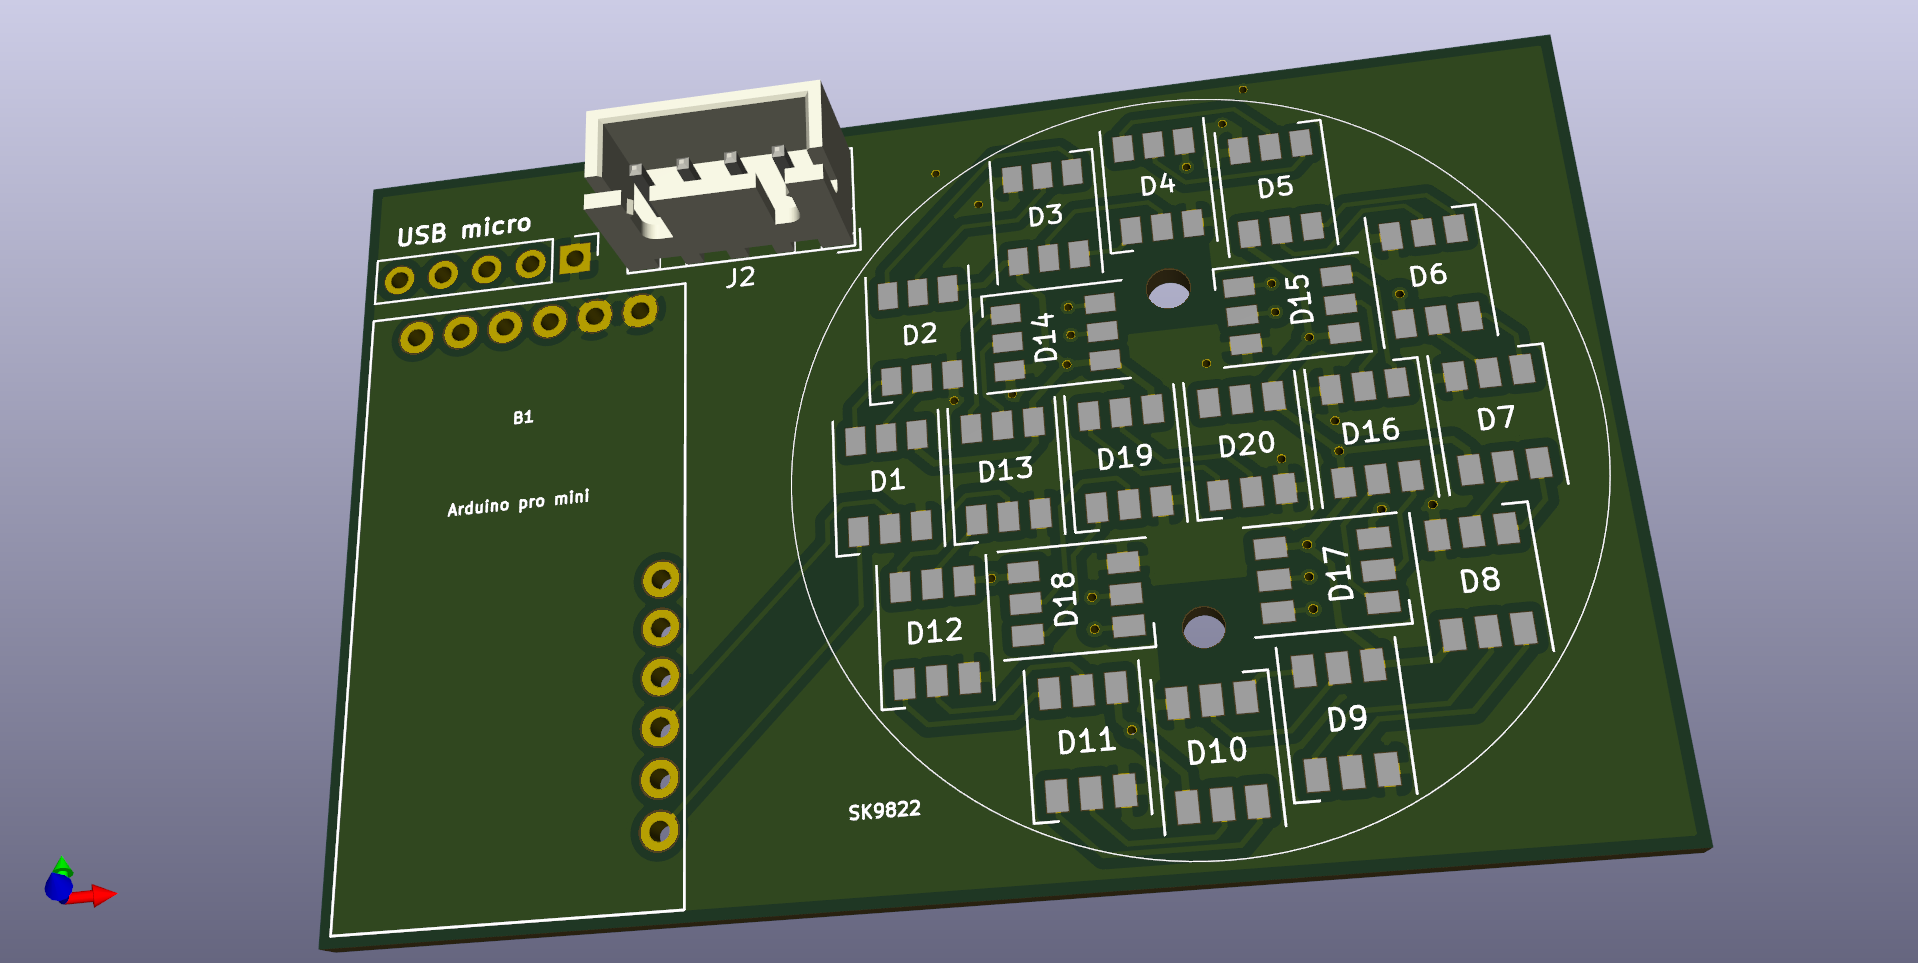 USB micro
J2
B1
Arduino pro mini
D3
D4
D5
D2
D14
D15
D6
D1
D13
D19
D20
D16
D7
D12
D18
D17
D8
D11
D10
D9
SK9822